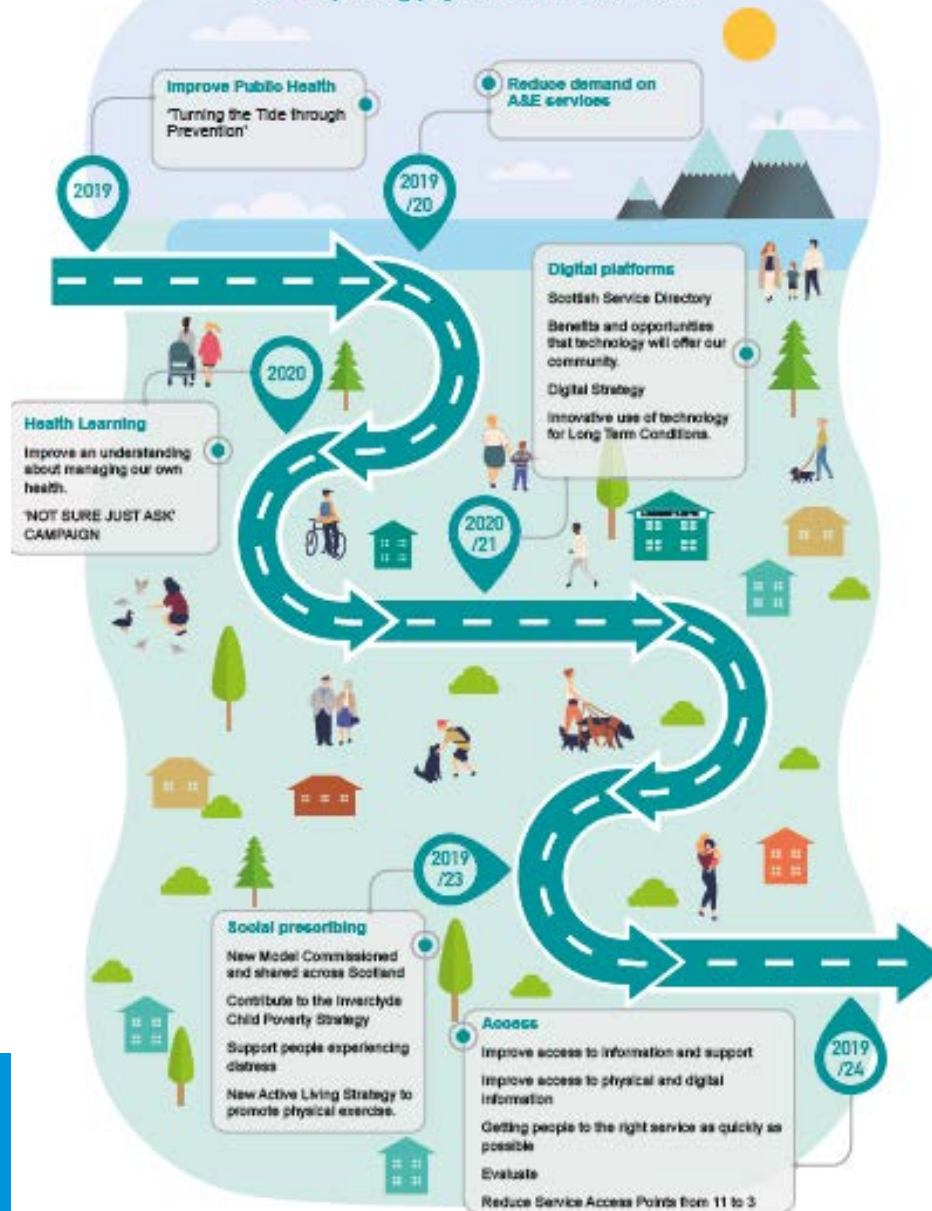 Improve Public Health
'Turning the Tide through
Prevention'
Reduce demand on
A&E services
2019
2019
/20
Digital platforms
Scottish Service Directory
Benefits and opportunities
that technology will offer our
community.
Digital Strategy
Innovative use of technology
for Long Term Conditions.
2020
Health Learning
Improve an understanding
about managing our own
health.
'NOT SURE JUST ASK'
CAMPAIGN
2020
/21
2019
/23
Social prescribing
New Model Commissioned
and shared across Scotland
Contribute to the Inverclyde
Child Poverty Strategy
Support people experiencing
distress
New Active Living Strategy to
promote physical exercise.
Access
Improve access to information and support
Improve access to physical and digital
information
Getting people to the right service as quickly as
possible
Evaluate
Reduce Service Access Points from 11 to 3
2019
/24